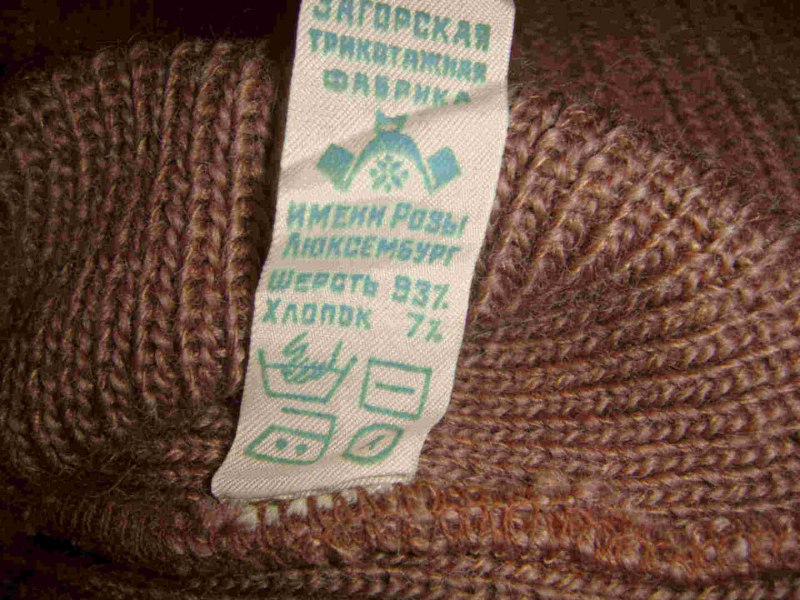 ЗАГОРСКАЯ
ТРИКОТАЖНАЯ
ФАБРИКА
ИМЕНИ РОЗЫ
ЛЮКСЕМБУРГ
ШЕРСТЬ 93%
ХЛОПОК 7%